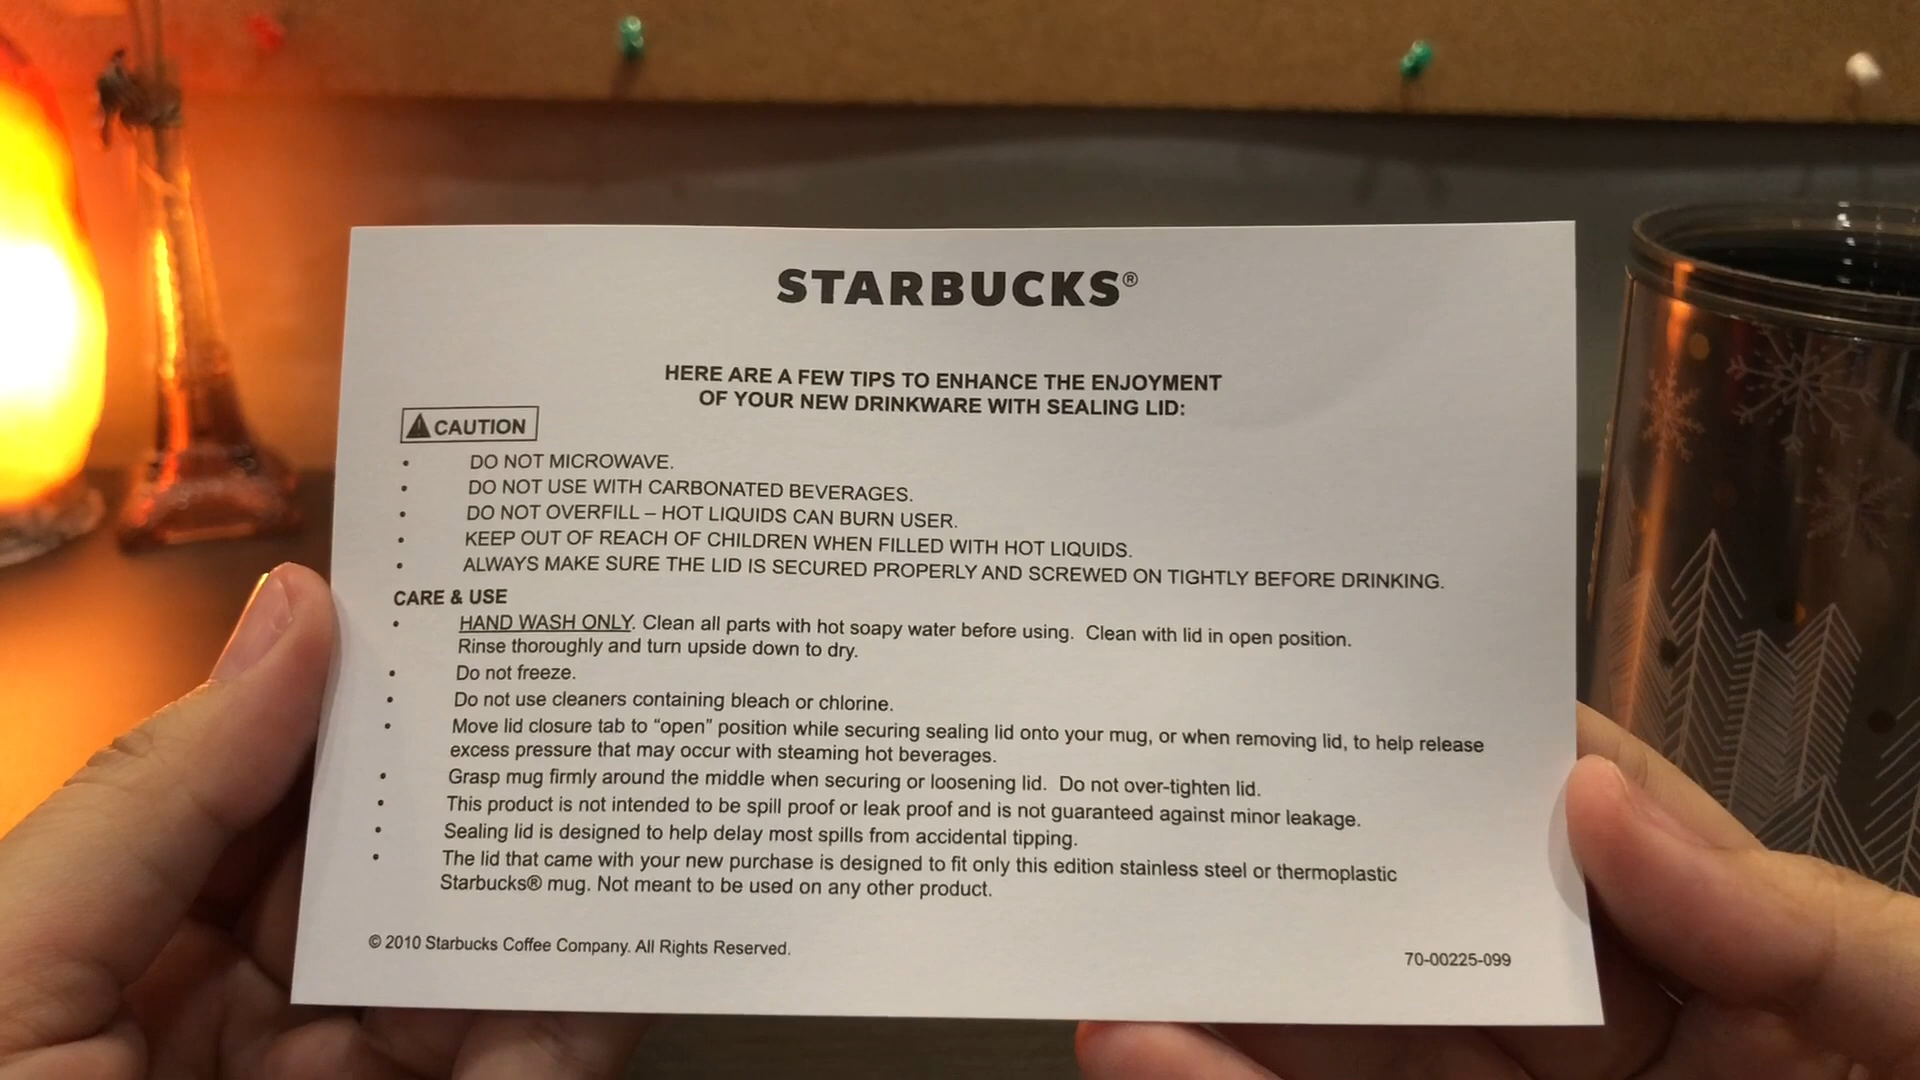 STARBUCKS®
HERE ARE A FEW TIPS TO ENHANCE THE ENJOYMENT
OF YOUR NEW DRINKWARE WITH SEALING LID:
CAUTION
• DO NOT MICROWAVE.
• DO NOT USE WITH CARBONATED BEVERAGES.
• DO NOT OVERFILL – HOT LIQUIDS CAN BURN USER.
• KEEP OUT OF REACH OF CHILDREN WHEN FILLED WITH HOT LIQUIDS.
• ALWAYS MAKE SURE THE LID IS SECURED PROPERLY AND SCREWED ON TIGHTLY BEFORE DRINKING.
CARE & USE
• HAND WASH ONLY. Clean all parts with hot soapy water before using. Clean with lid in open position.
Rinse thoroughly and turn upside down to dry.
• Do not freeze.
• Do not use cleaners containing bleach or chlorine.
• Move lid closure tab to “open” position while securing sealing lid onto your mug, or when removing lid, to help release
excess pressure that may occur with steaming hot beverages.
• Grasp mug firmly around the middle when securing or loosening lid. Do not over-tighten lid.
• This product is not intended to be spill proof or leak proof and is not guaranteed against minor leakage.
• Sealing lid is designed to help delay most spills from accidental tipping.
• The lid that came with your new purchase is designed to fit only this edition stainless steel or thermoplastic
Starbucks® mug. Not meant to be used on any other product.
© 2010 Starbucks Coffee Company. All Rights Reserved.
70-00225-099